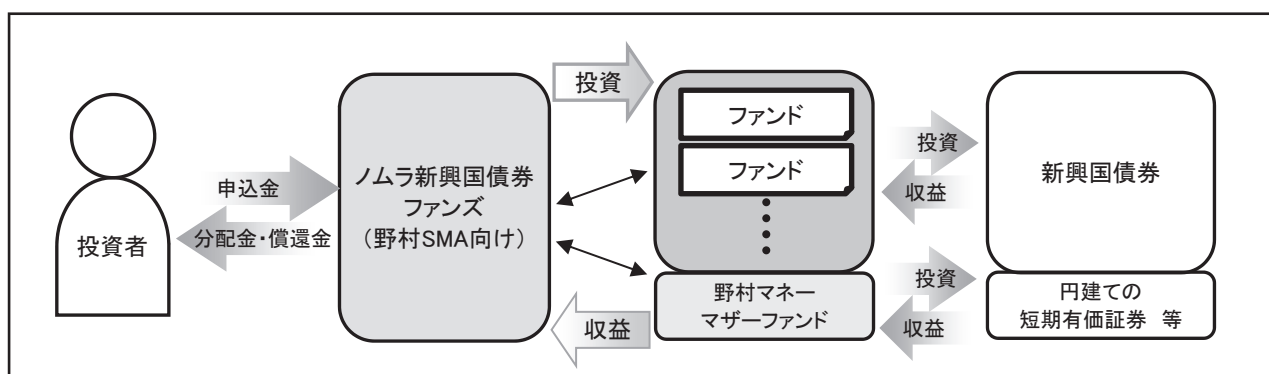 投資者
申込金
分配金・償還金
ノムラ新興国債券
ファンズ
（野村SMA向け）
投資
収益
ファンド
ファンド
野村マネー
マザーファンド
投資
収益
投資
収益
新興国債券
円建ての
短期有価証券 等